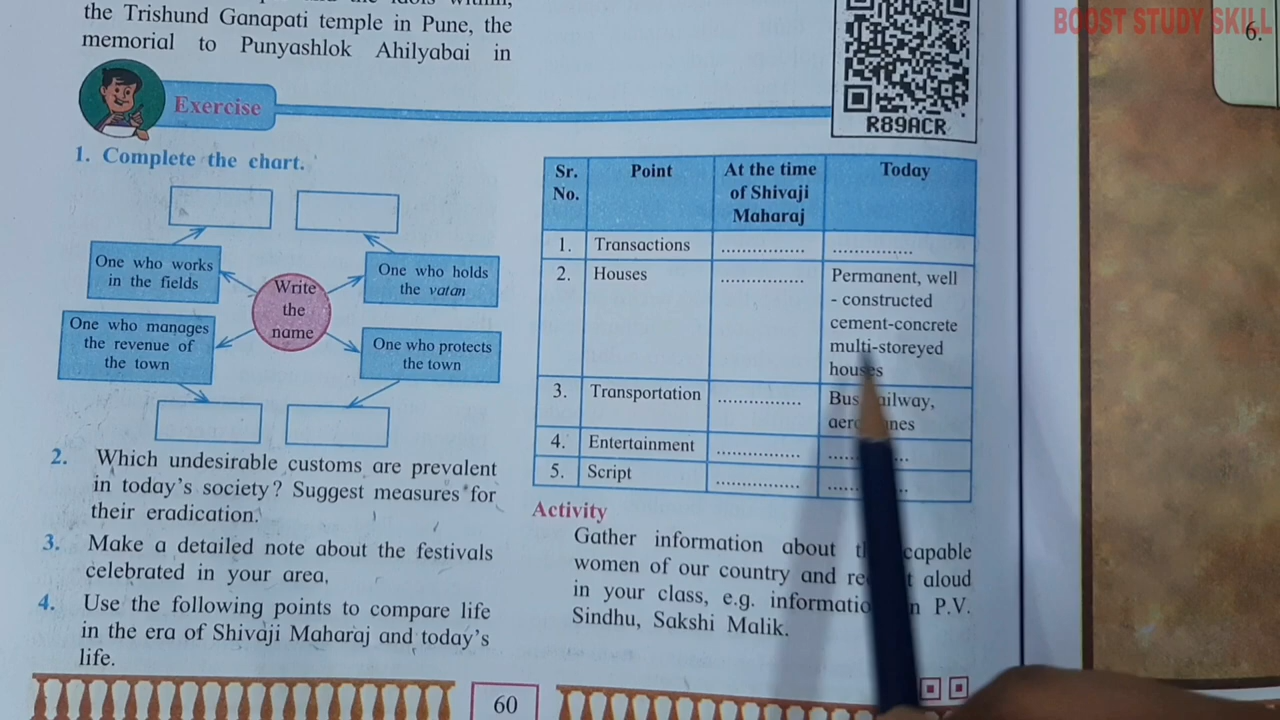 BOOST STUDY SKILL
6.
the Trishund Ganapati temple in Pune, the
memorial to Punyashlok Ahilyabai in
R89ACR
Exercise
1. Complete the chart.
One who works
in the fields
One who holds
the vatan
Write
the
name
One who manages
the revenue of
the town
One who protects
the town
2. Which undesirable customs are prevalent
in today's society? Suggest measures for
their eradication.
3. Make a detailed note about the festivals
celebrated in your area.
4. Use the following points to compare life
in the era of Shivaji Maharaj and today's
life.
Sr. No. Point At the time of Shivaji Maharaj Today
1. Transactions ................ ...............
2. Houses ................ Permanent, well
- constructed
cement-concrete
multi-storeyed
houses
3. Transportation ................ Bus, railway,
4. Entertainment ................
5. Script ................
Activity
Gather information about capable
women of our country and aloud
in your class, e.g. P.V.
Sindhu, Sakshi Malik.
60